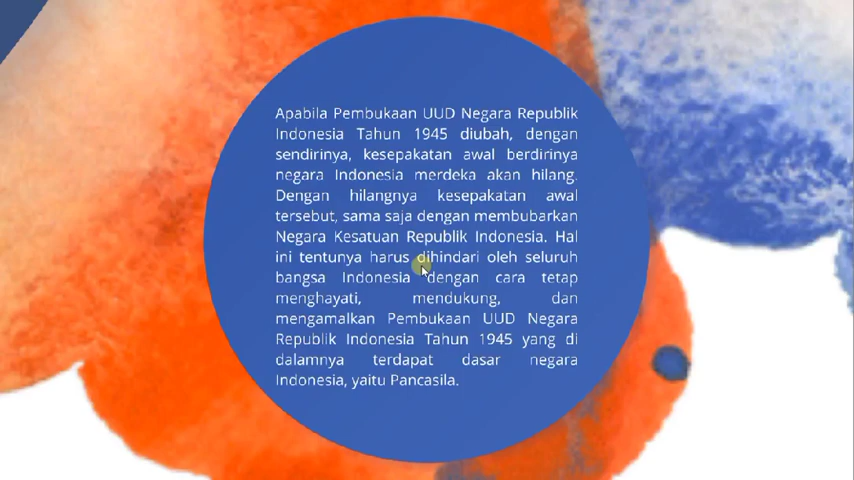 Apabila Pembukaan UUD Negara Republik
Indonesia Tahun 1945 diubah, dengan
sendirinya, kesepakatan awal berdirinya
negara Indonesia merdeka akan hilang.
Dengan hilangnya kesepakatan awal
tersebut, sama saja dengan membubarkan
Negara Kesatuan Republik Indonesia. Hal
ini tentunya harus dihindari oleh seluruh
bangsa Indonesia dengan cara tetap
menghayati, mendukung, dan
mengamalkan Pembukaan UUD Negara
Republik Indonesia Tahun 1945 yang di
dalamnya terdapat dasar negara
Indonesia, yaitu Pancasila.